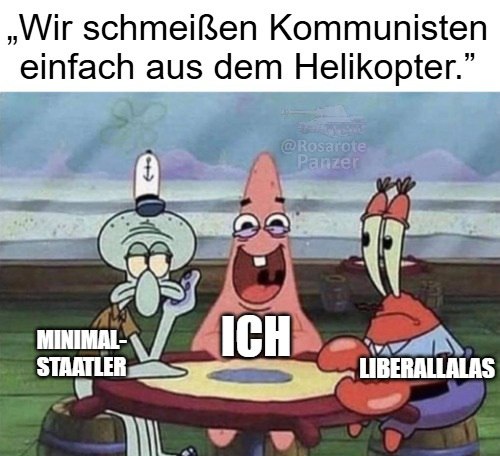 „Wir schmeißen Kommunisten
einfach aus dem Helikopter.”
@Rosarote
Panzer
ICH
MINIMAL-
STAATLER
LIBERALLALAS